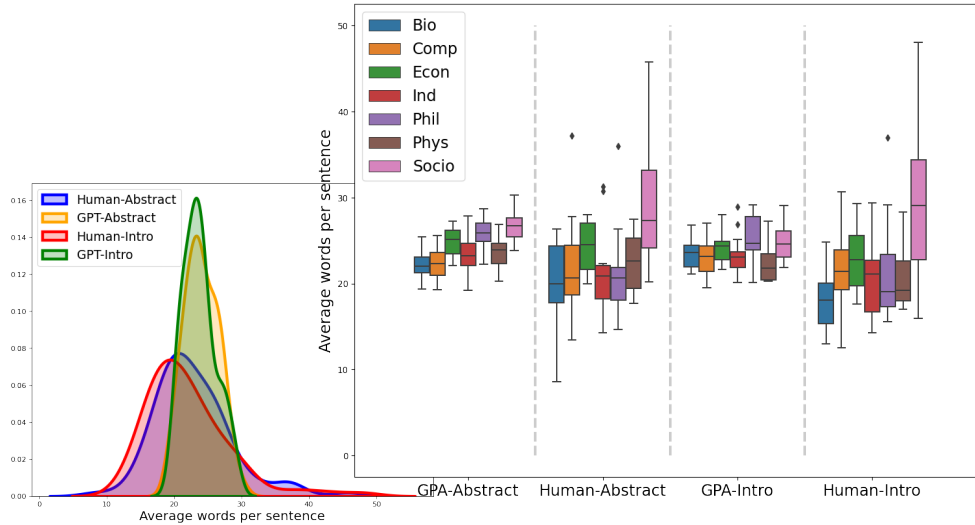 50
40
30
20
10
0
Average words per sentence
Bio
Comp
Econ
Ind
Phil
Phys
Socio
GPA-Abstract
Human-Abstract
GPA-Intro
Human-Intro
0.16
0.14
0.12
0.10
0.08
0.06
0.04
0.02
0.00
Human-Abstract
GPT-Abstract
Human-Intro
GPT-Intro
0
10
20
30
40
50
Average words per sentence